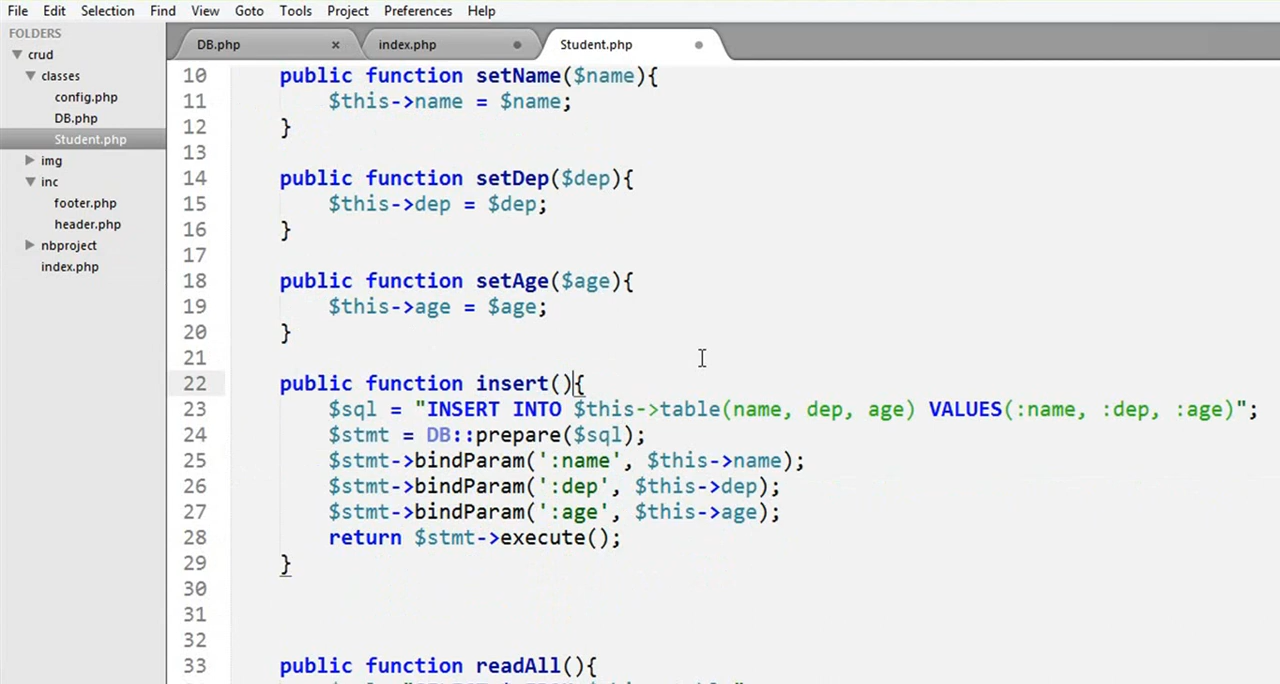 File Edit Selection Find View Goto Tools Project Preferences Help
FOLDERS
crud
classes
config.php
DB.php
Student.php
img
inc
footer.php
header.php
nbproject
index.php
DB.php × index.php Student.php
10 public function setName($name){
11 $this->name = $name;
12 }
13
14 public function setDep($dep){
15 $this->dep = $dep;
16 }
17
18 public function setAge($age){
19 $this->age = $age;
20 }
21
22 public function insert(){
23 $sql = "INSERT INTO $this->table(name, dep, age) VALUES(:name, :dep, :age)";
24 $stmt = DB::prepare($sql);
25 $stmt->bindParam(':name', $this->name);
26 $stmt->bindParam(':dep', $this->dep);
27 $stmt->bindParam(':age', $this->age);
28 return $stmt->execute();
29 }
30
31
32
33 public function readAll(){